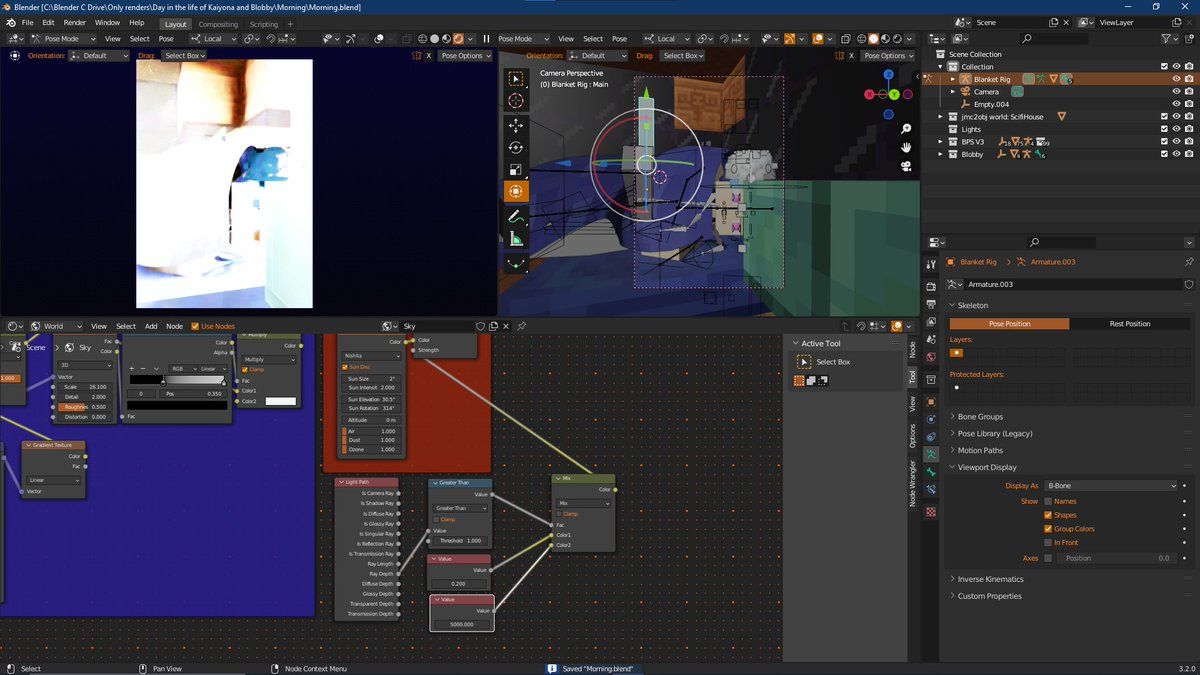 Blender [C:\Blender C Drive\Only renders\Day in the life of Kaiyona and Blobby\Morning\Morning.blend]
File Edit Render Window Help Layout Compositing Scripting + Scene ViewLayer
Pose Mode View Select Pose Local
Orientation: Default Drag: Select Box X Pose Options
Pose Mode View Select Pose Local
Orientation: Default Drag: Select Box X Pose Options
Camera Perspective
(0) Blanket Rig : Main
Z
X
Y
Scene Collection
Collection
Blanket Rig
Camera
Empty.004
jmc2obj world: ScifiHouse
Lights
BPS V3
Blobby
Blanket Rig Armature.003
Armature.003
Skeleton
Pose Position Rest Position
Layers:
Protected Layers:
Bone Groups
Pose Library (Legacy)
Motion Paths
Viewport Display
Display As B-Bone
Show Names
Shapes
Group Colors
In Front
Axes Position 0.0
Inverse Kinematics
Custom Properties
World View Select Add Node Use Nodes Sky
Scene Sky
1.000
Fac
Color
3D
Vector
Scale 26.100
Detail 2.000
Roughness 0.500
Distortion 0.000
Color
Alpha
RGB Linear
0 Pos 0.350
Fac
Multiply
Color
Multiply
Clamp
Fac
Color1
Color2
Gradient Texture
Color
Fac
Linear
Vector
Color
Nishita
Sun Disc
Sun Size 2°
Sun Intensit 2.000
Sun Elevation 30.5°
Sun Rotation 314°
Altitude 0 m
Air 1.000
Dust 1.000
Ozone 1.000
Color
Strength
Light Path
Is Camera Ray
Is Shadow Ray
Is Diffuse Ray
Is Glossy Ray
Is Singular Ray
Is Reflection Ray
Is Transmission Ray
Ray Length
Ray Depth
Diffuse Depth
Glossy Depth
Transparent Depth
Transmission Depth
Greater Than
Value
Greater Than
Clamp
Value
Threshold 1.000
Value
Value
0.200
Value
Value
5000.000
Mix
Color
Mix
Clamp
Fac
Color1
Color2
Active Tool
Select Box
Node
Tool
View
Options
Node Wrangler
Select Pan View Node Context Menu Saved "Morning.blend" 3.2.0